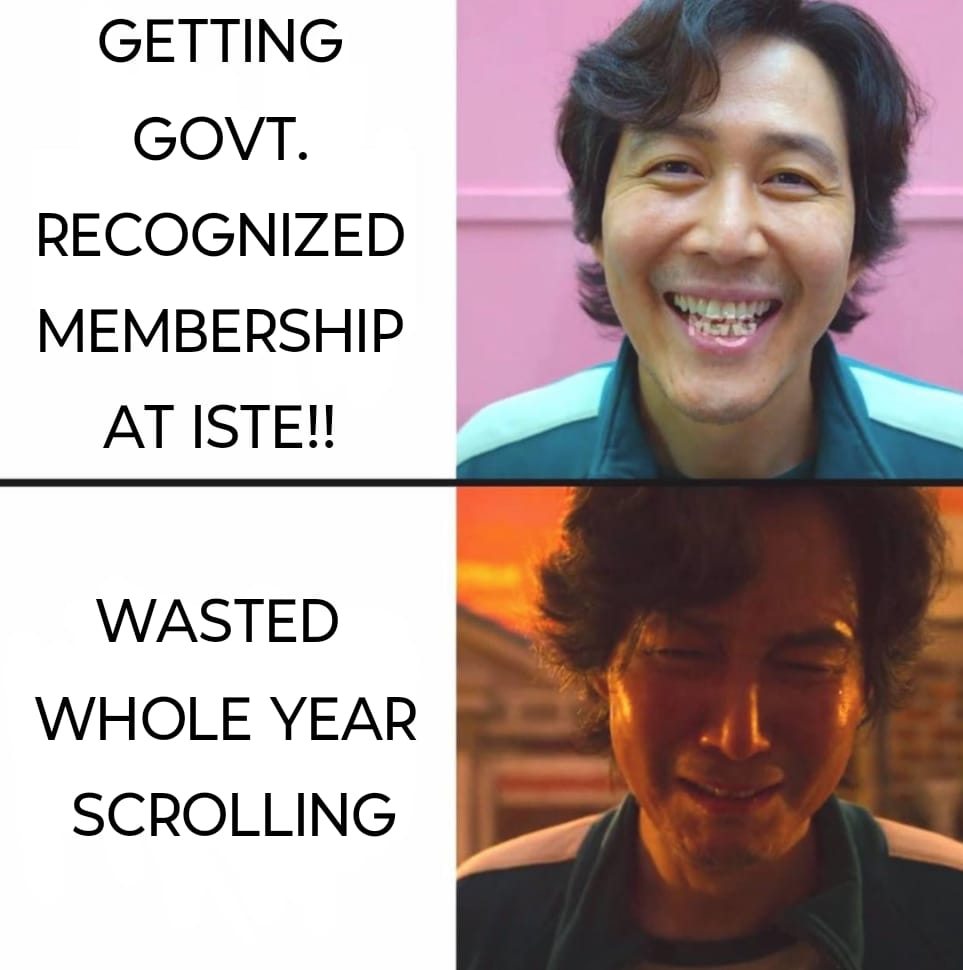 GETTING
GOVT.
RECOGNIZED
MEMBERSHIP
AT ISTE!!
WASTED
WHOLE YEAR
SCROLLING